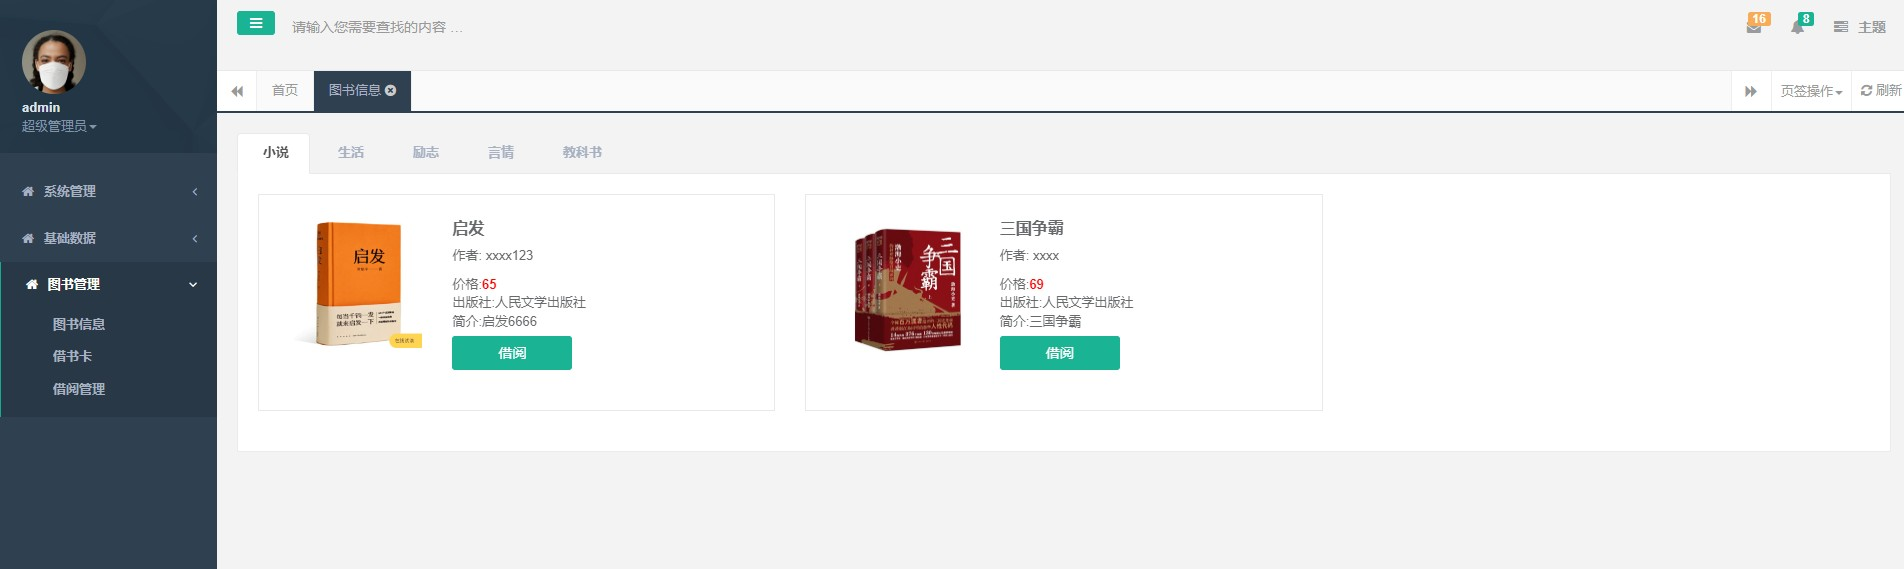 请输入您需要查找的内容 …
16
8
主题
admin
超级管理员
首页
图书信息
页签操作
刷新
系统管理
基础数据
图书管理
图书信息
借书卡
借阅管理
小说
生活
励志
言情
教科书
启发
启发
作者: xxxx123
价格:65
出版社:人民文学出版社
简介:启发6666
借阅
三国争霸
三国争霸
作者: xxxx
价格:69
出版社:人民文学出版社
简介:三国争霸
借阅